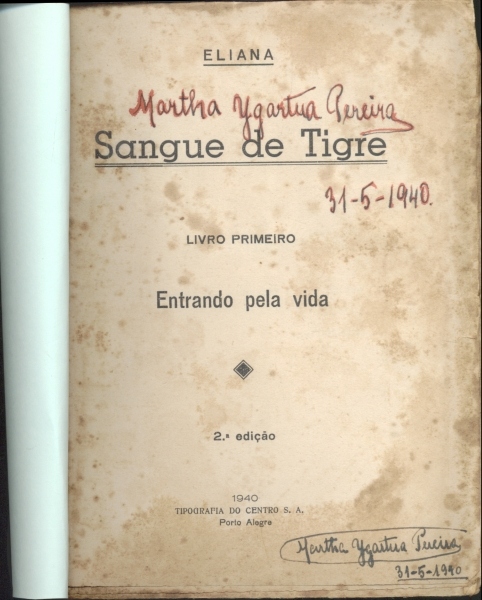 ELIANA
Martha Ygartua Pereira
Sangue de Tigre
31-5-1940.
LIVRO PRIMEIRO
Entrando pela vida
2.ª edição
1940
TIPOGRAFIA DO CENTRO S. A.
Porto Alegre
Martha Ygartua Pereira
31-5-1940